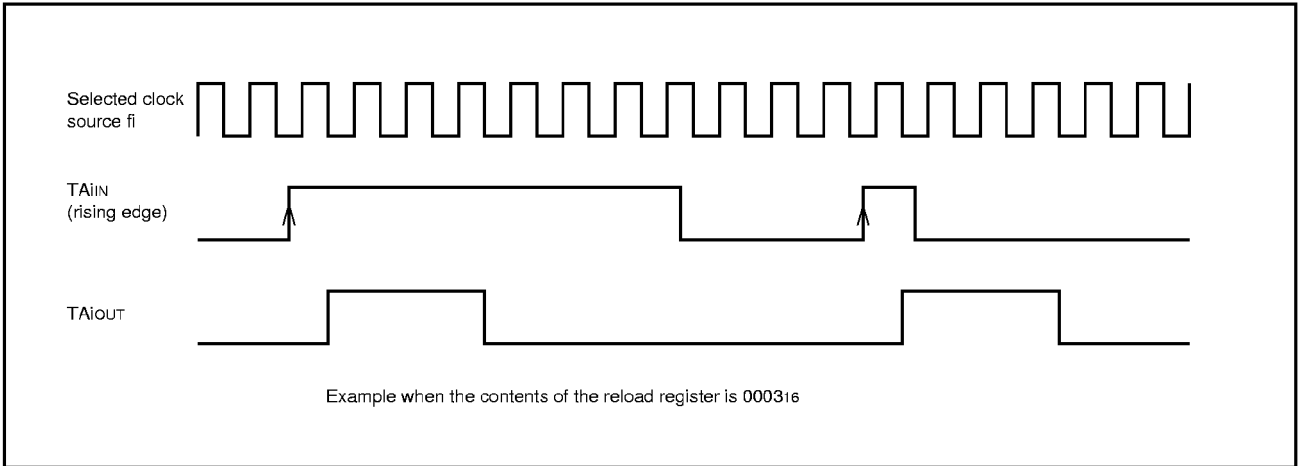 Selected clock
source fi
TAiIN
(rising edge)
TAiOUT
Example when the contents of the reload register is 000316